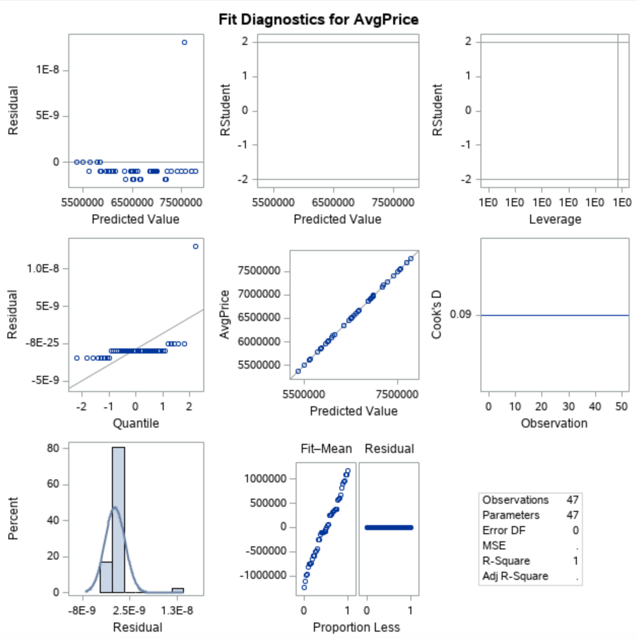 Fit Diagnostics for AvgPrice
Residual
1E-8
5E-9
0
5500000 6500000 7500000
Predicted Value
RStudent
2
1
0
-1
-2
5500000 6500000 7500000
Predicted Value
RStudent
2
1
0
-1
-2
1E0 1E0 1E0 1E0 1E0
Leverage
Residual
1.0E-8
5E-9
-8E-25
-5E-9
-2 -1 0 1 2
Quantile
AvgPrice
7500000
7000000
6500000
6000000
5500000
5500000 7500000
Predicted Value
Cook's D
0.09
0 10 20 30 40 50
Observation
Percent
80
60
40
20
0
-8E-9 2.5E-9 1.3E-8
Residual
Fit–Mean Residual
1000000
500000
0
-500000
-1000000
0 1 0 1
Proportion Less
Observations 47
Parameters 47
Error DF 0
MSE .
R-Square 1
Adj R-Square .